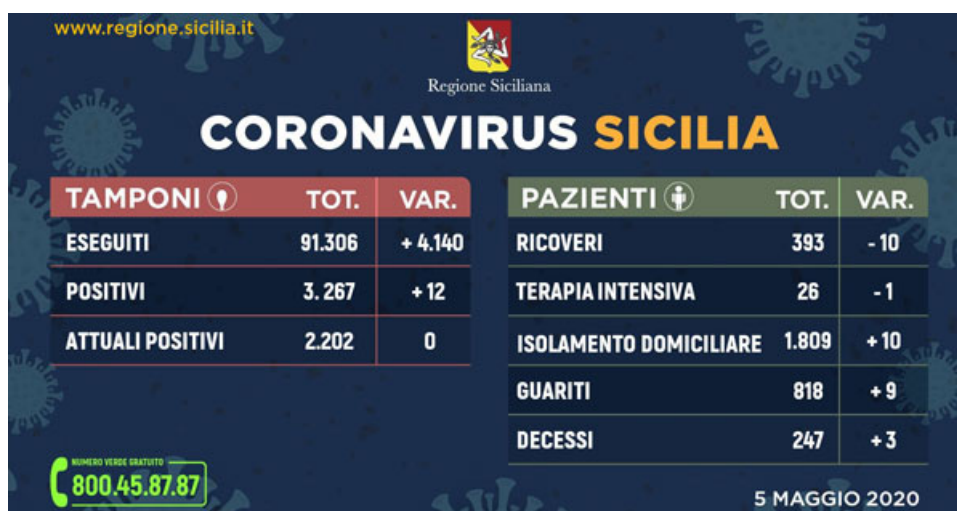 www.regione.sicilia.it
Regione Siciliana
CORONAVIRUS SICILIA
TAMPONI TOT. VAR.
ESEGUITI 91.306 + 4.140
POSITIVI 3. 267 + 12
ATTUALI POSITIVI 2.202 0
PAZIENTI TOT. VAR.
RICOVERI 393 - 10
TERAPIA INTENSIVA 26 - 1
ISOLAMENTO DOMICILIARE 1.809 + 10
GUARITI 818 + 9
DECESSI 247 + 3
NUMERO VERDE GRATUITO
800.45.87.87
5 MAGGIO 2020